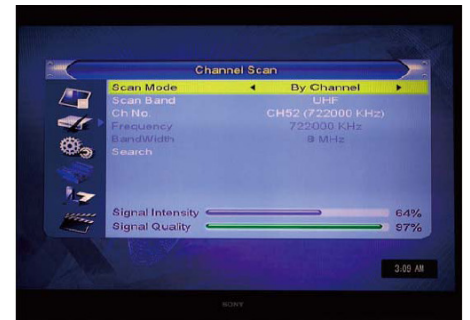 Channel Scan
Scan Mode ◄ By Channel ►
Scan Band UHF
Ch No. CH52 (722000 KHz)
Frequency 722000 KHz
BandWidth 8 MHz
Search
Signal Intensity 64%
Signal Quality 97%
3:09 AM
SONY